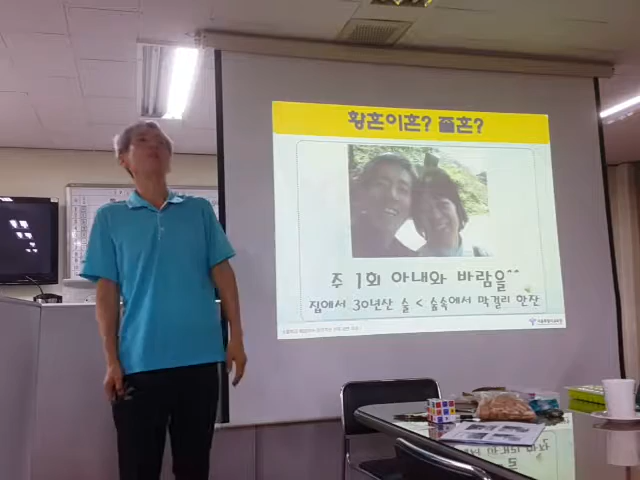 황혼이혼? 졸혼?
주 1회 아내와 바람을^^
집에서 30년산 술 < 숲속에서 막걸리 한잔